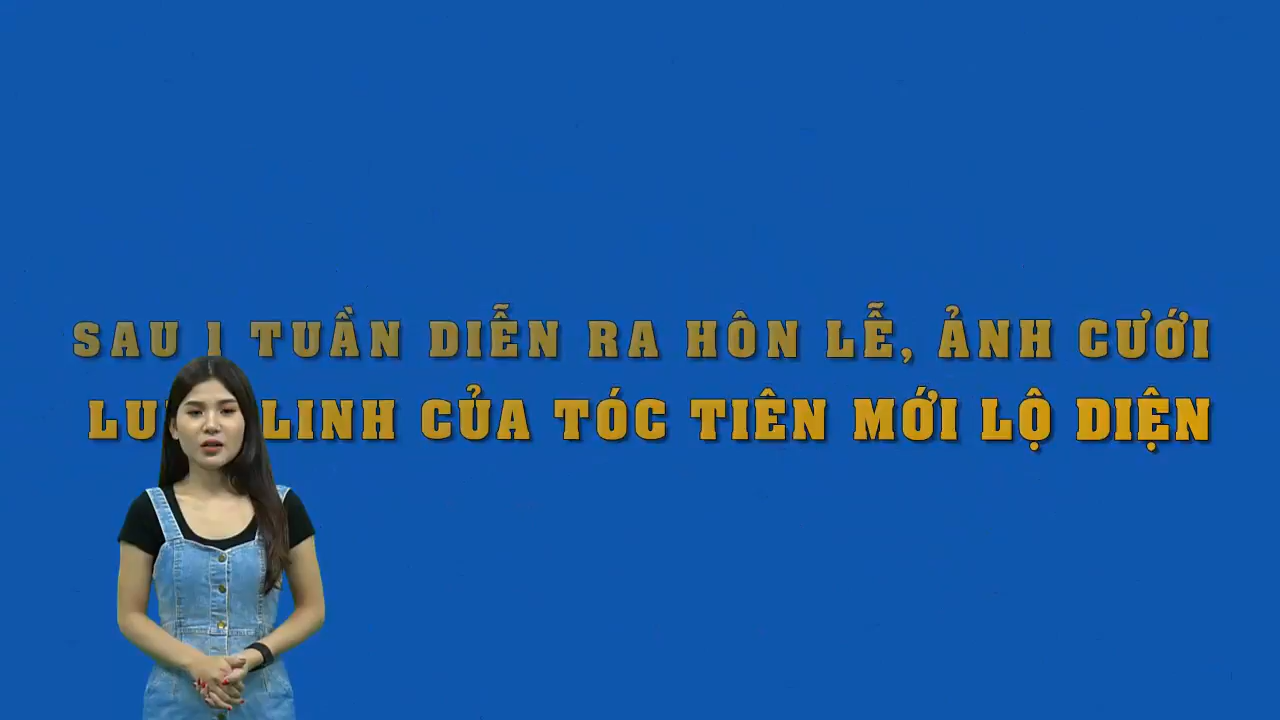 SAU 1 TUẦN DIỄN RA HÔN LỄ, ẢNH CƯỚI
LINH CỦA TÓC TIÊN MỚI LỘ DIỆN